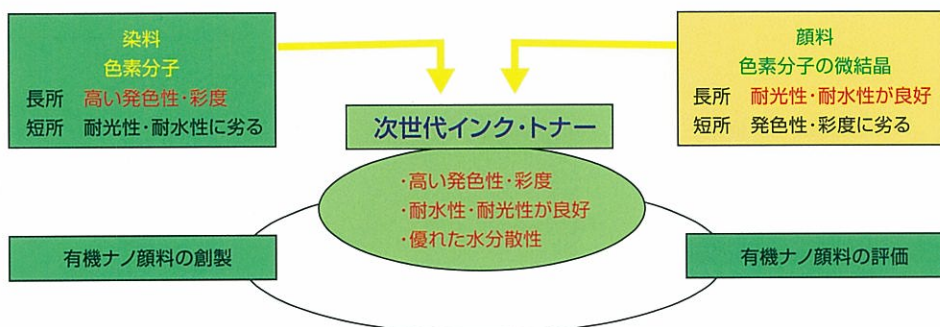 染料
色素分子
長所 高い発色性・彩度
短所 耐光性・耐水性に劣る
顔料
色素分子の微結晶
長所 耐光性・耐水性が良好
短所 発色性・彩度に劣る
次世代インク・トナー
・高い発色性・彩度
・耐水性・耐光性が良好
・優れた水分散性
有機ナノ顔料の創製
有機ナノ顔料の評価